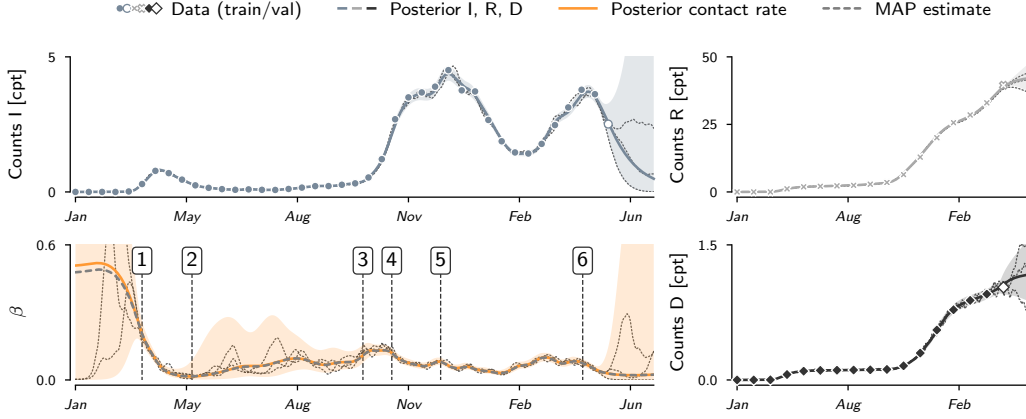 Data (train/val) Posterior I, R, D Posterior contact rate MAP estimate
Counts I [cpt]
5
0
Jan May Aug Nov Feb Jun
Counts R [cpt]
50
25
0
Jan Aug Feb
β
0.6
0.0
1 2 3 4 5 6
Jan May Aug Nov Feb Jun
Counts D [cpt]
1.5
0.0
Jan Aug Feb